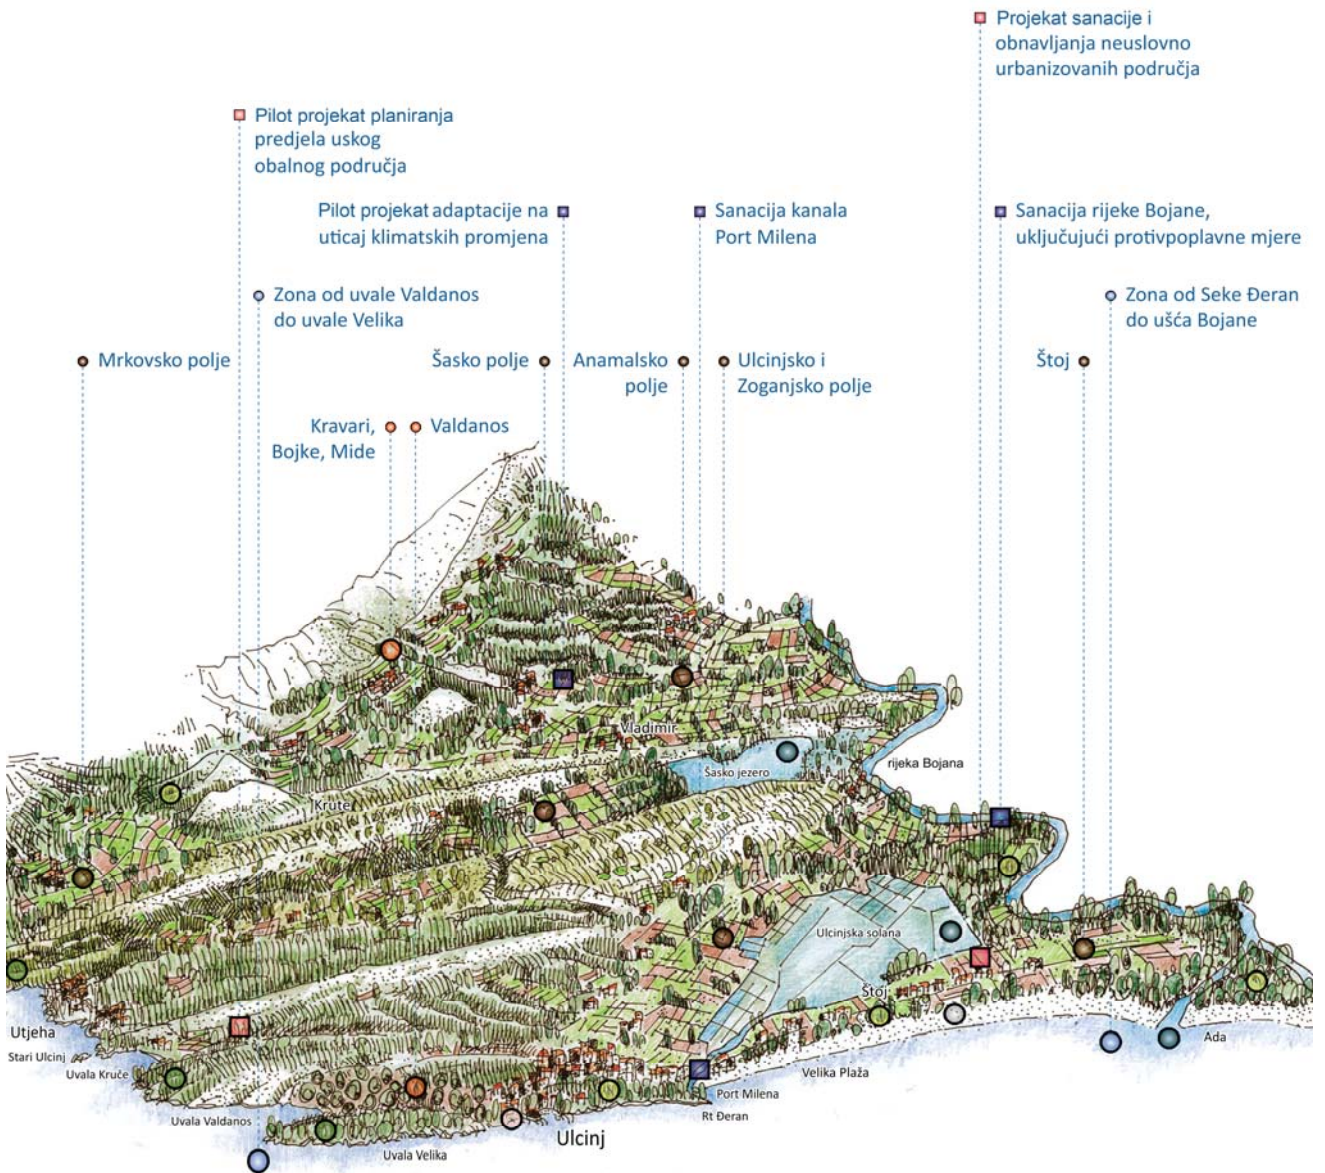 Projekat sanacije i
obnavljanja neuslovno
urbanizovanih područja
Pilot projekat planiranja
predjela uskog
obalnog područja
Pilot projekat adaptacije na
uticaj klimatskih promjena
Sanacija kanala
Port Milena
Sanacija rijeke Bojane,
uključujući protivpoplavne mjere
Zona od uvale Valdanos
do uvale Velika
Zona od Seke Đeran
do ušća Bojane
Mrkovsko polje
Šasko polje
Anamalsko
polje
Ulcinjsko i
Zoganjsko polje
Štoj
Kravari,
Bojke, Mide
Valdanos
Vladimir
Šasko jezero
rijeka Bojana
Krute
Ulcinjska solana
Štoj
Utjeha
Stari Ulcinj
Uvala Kruče
Ada
Velika Plaža
Port Milena
Rt Đeran
Uvala Valdanos
Uvala Velika
Ulcinj